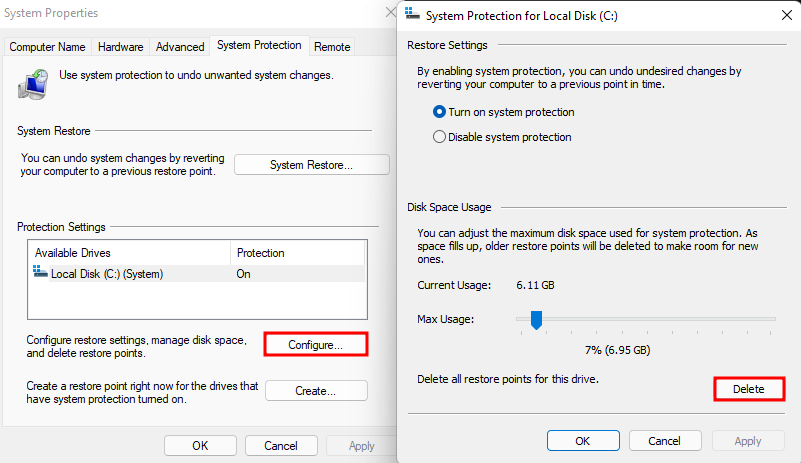 System Properties
Computer Name
Hardware
Advanced
System Protection
Remote
Use system protection to undo unwanted system changes.
System Restore
You can undo system changes by reverting
your computer to a previous restore point.
System Restore...
Protection Settings
Available Drives
Protection
Local Disk (C:) (System)
On
Configure restore settings, manage disk space,
and delete restore points.
Configure...
Create a restore point right now for the drives that
have system protection turned on.
Create...
OK
Cancel
Apply
System Protection for Local Disk (C:)
Restore Settings
By enabling system protection, you can undo undesired changes by
reverting your computer to a previous point in time.
Turn on system protection
Disable system protection
Disk Space Usage
You can adjust the maximum disk space used for system protection. As
space fills up, older restore points will be deleted to make room for new
ones.
Current Usage:
6.11 GB
Max Usage:
7% (6.95 GB)
Delete all restore points for this drive.
Delete
OK
Cancel
Apply